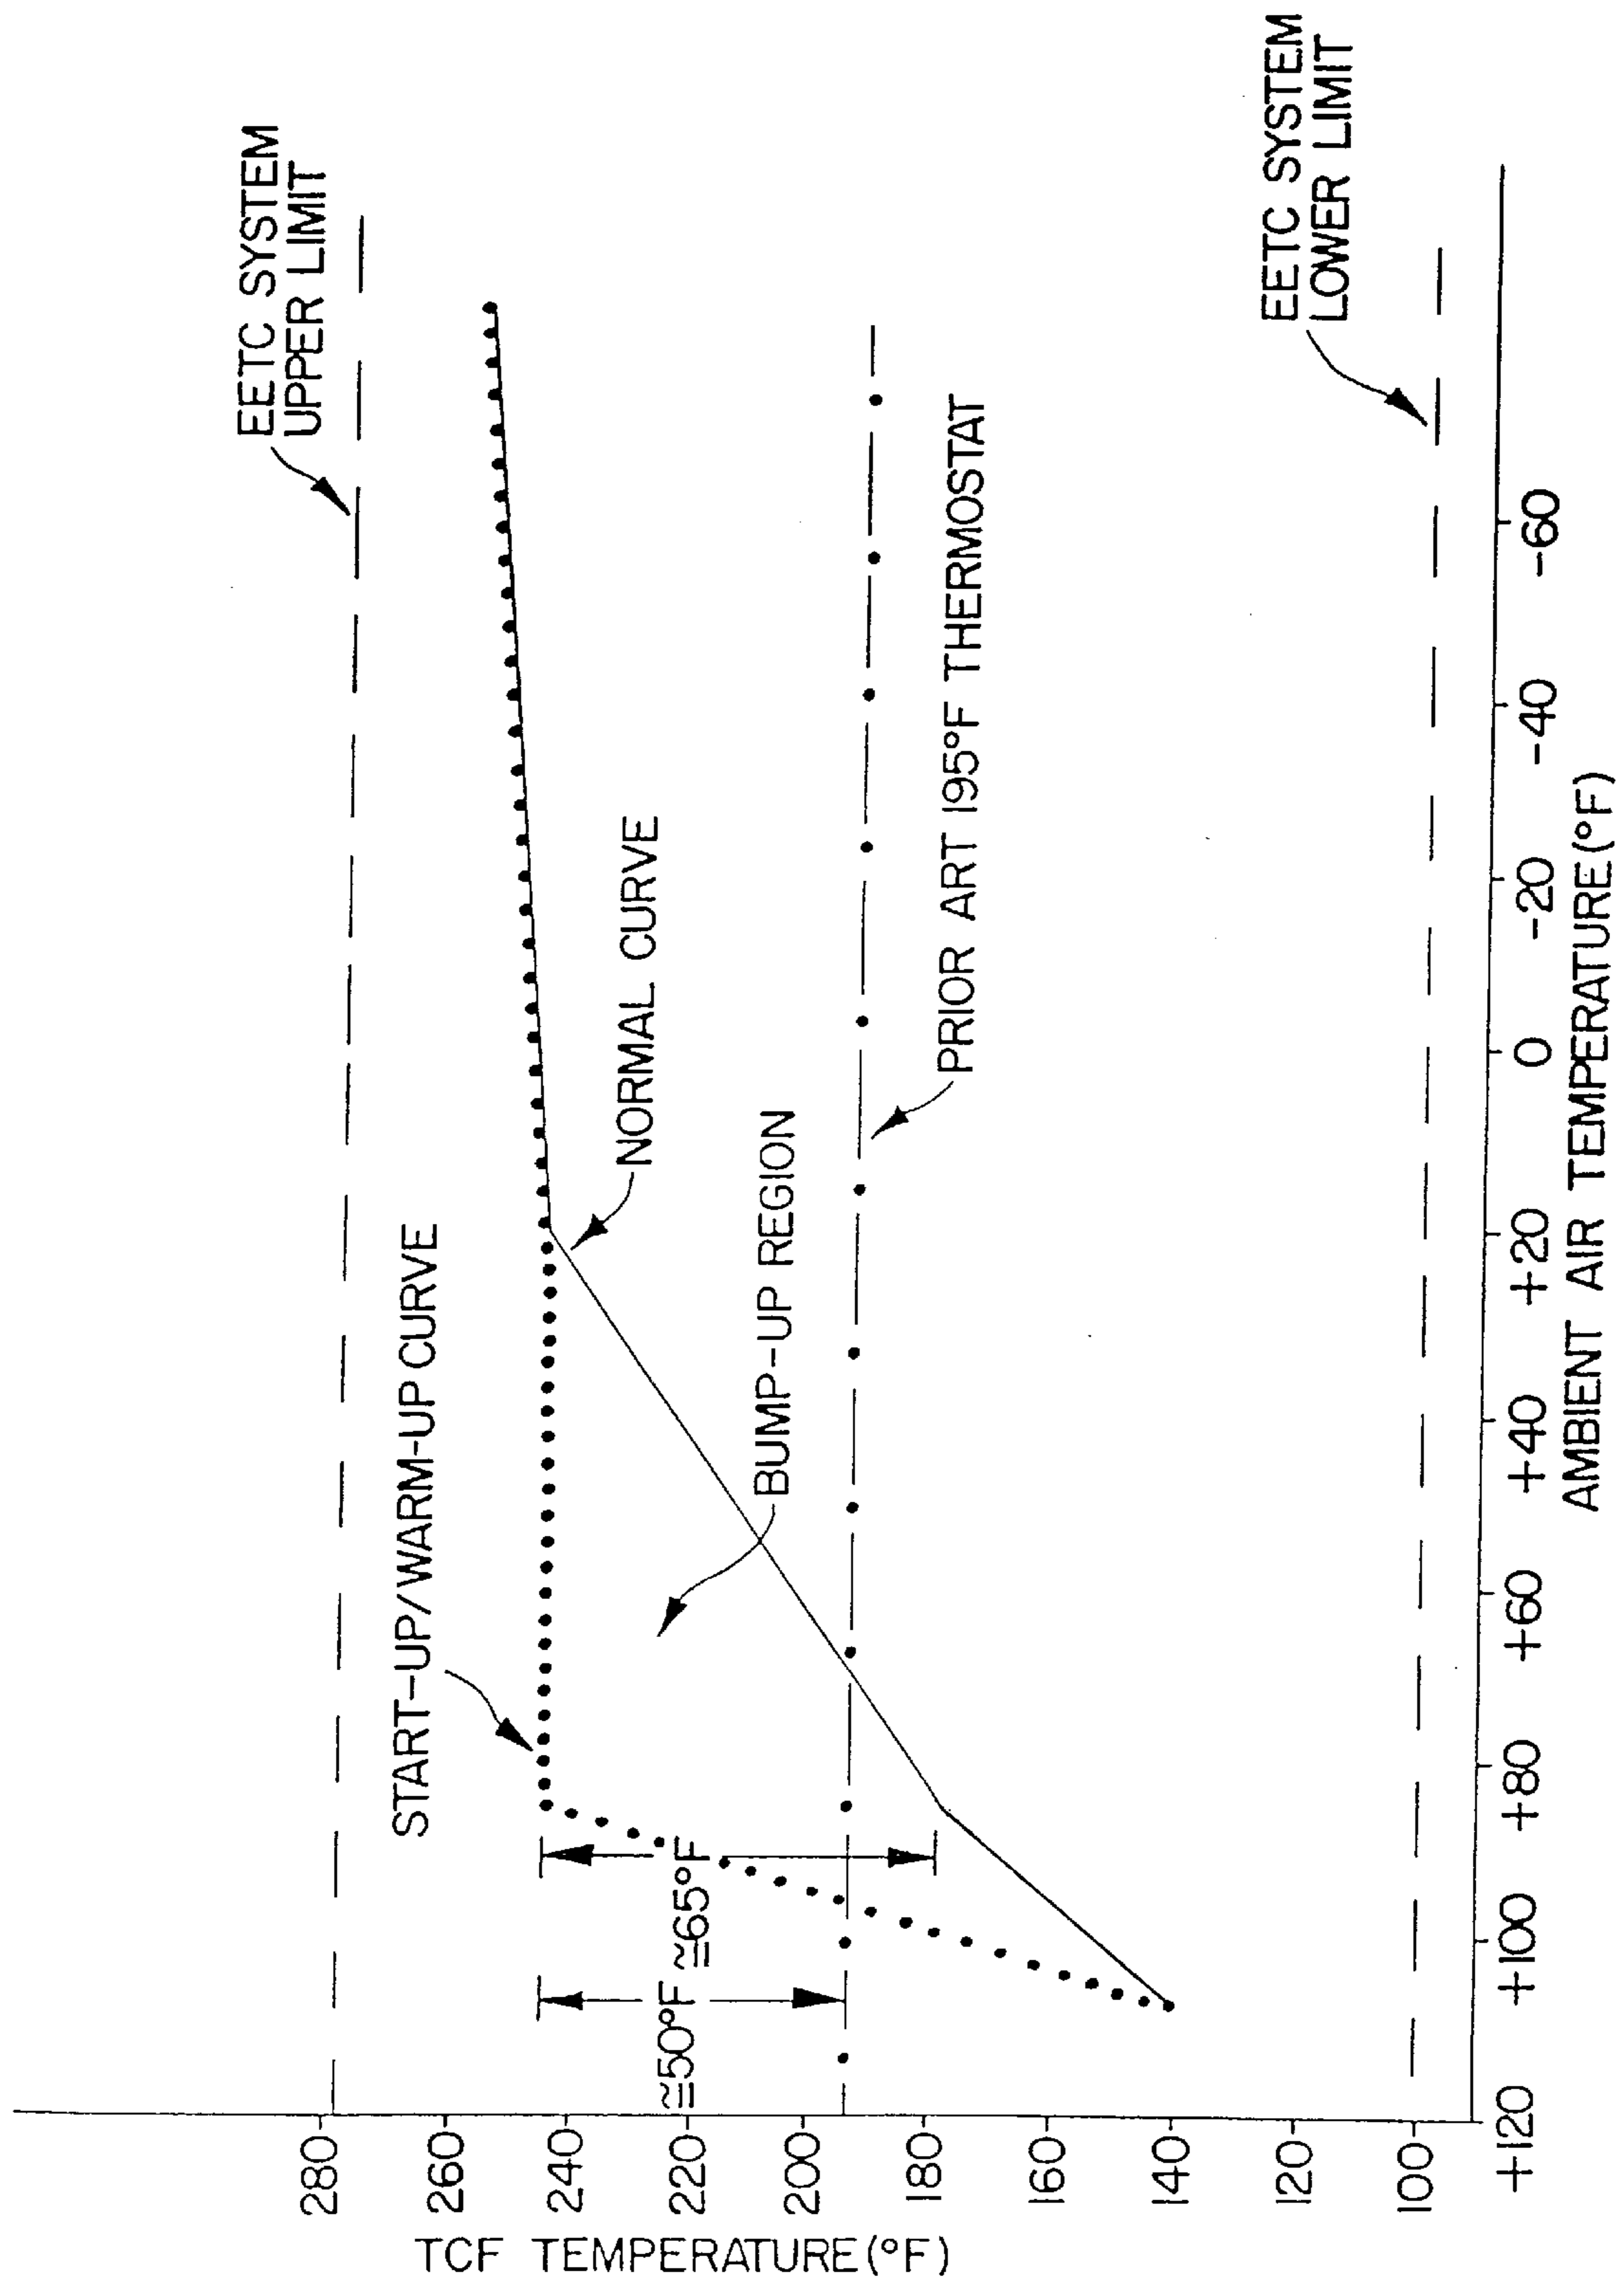 EETC SYSTEM
UPPER LIMIT
START-UP/WARM-UP CURVE
NORMAL CURVE
BUMP-UP REGION
≅50°F
≅65°F
PRIOR ART 195°F THERMOSTAT
EETC SYSTEM
LOWER LIMIT
TCF TEMPERATURE (°F)
280
260
240
220
200
180
160
140
120
100
+120
+100
+80
+60
+40
+20
0
-20
-40
-60
AMBIENT AIR TEMPERATURE (°F)